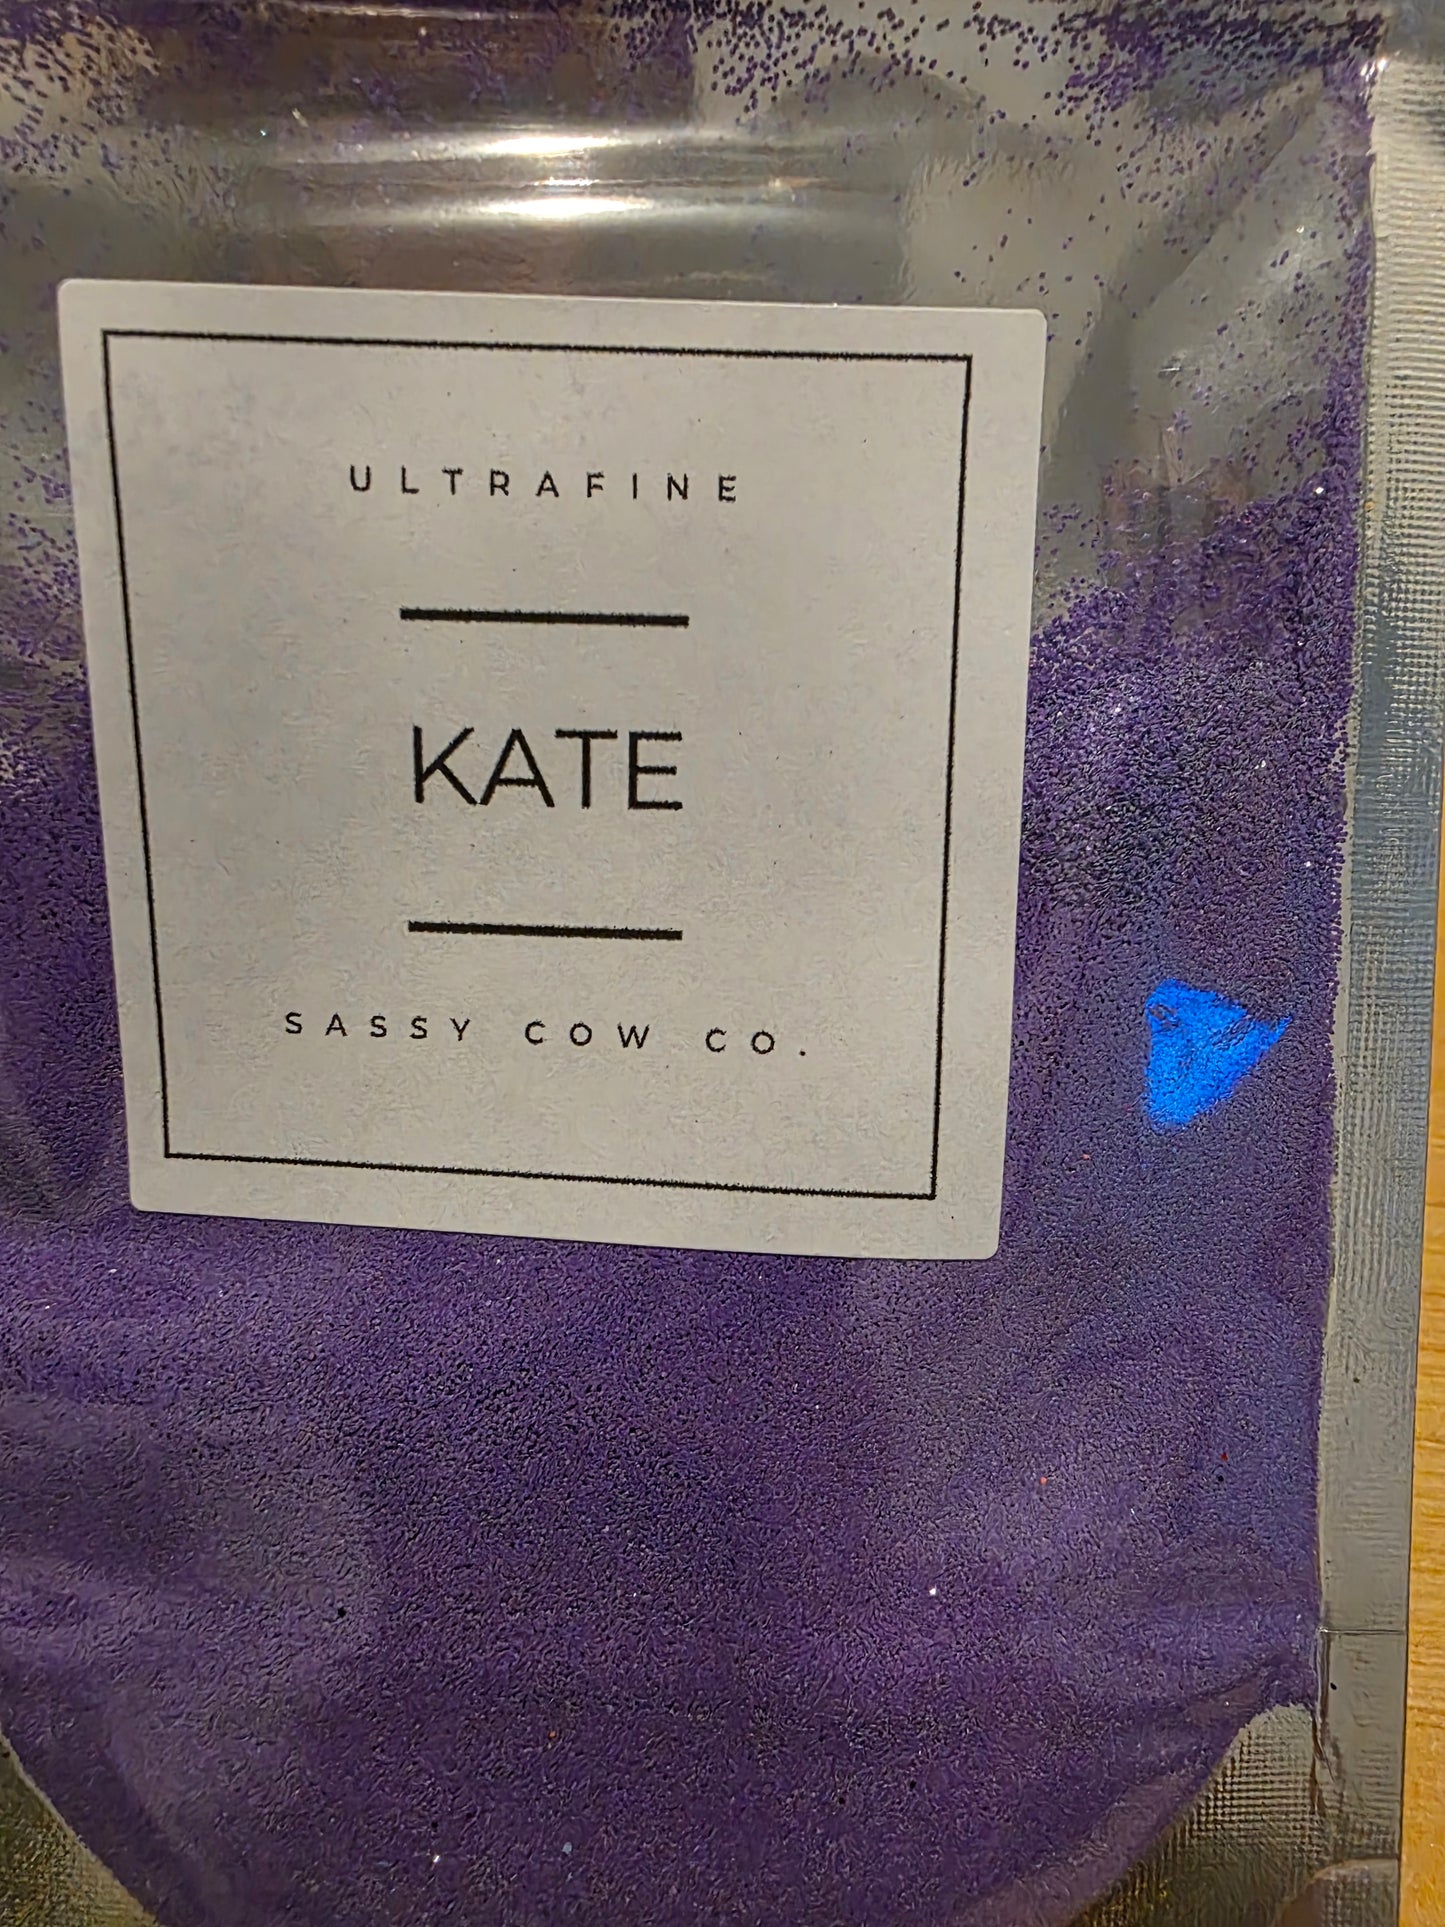 ULTRAFINE
KATE
SASSY COW CO.